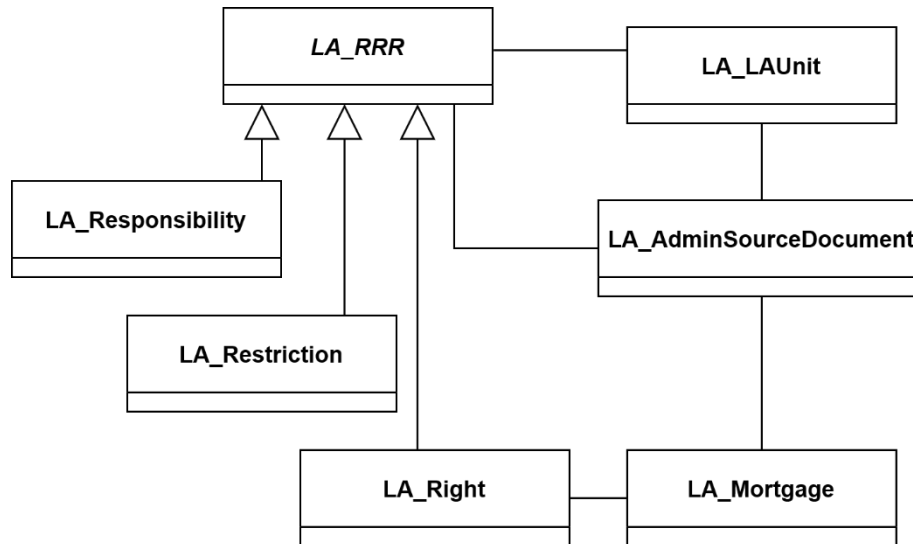 LA_RRR
LA_LAUnit
LA_Responsibility
LA_AdminSourceDocument
LA_Restriction
LA_Right
LA_Mortgage